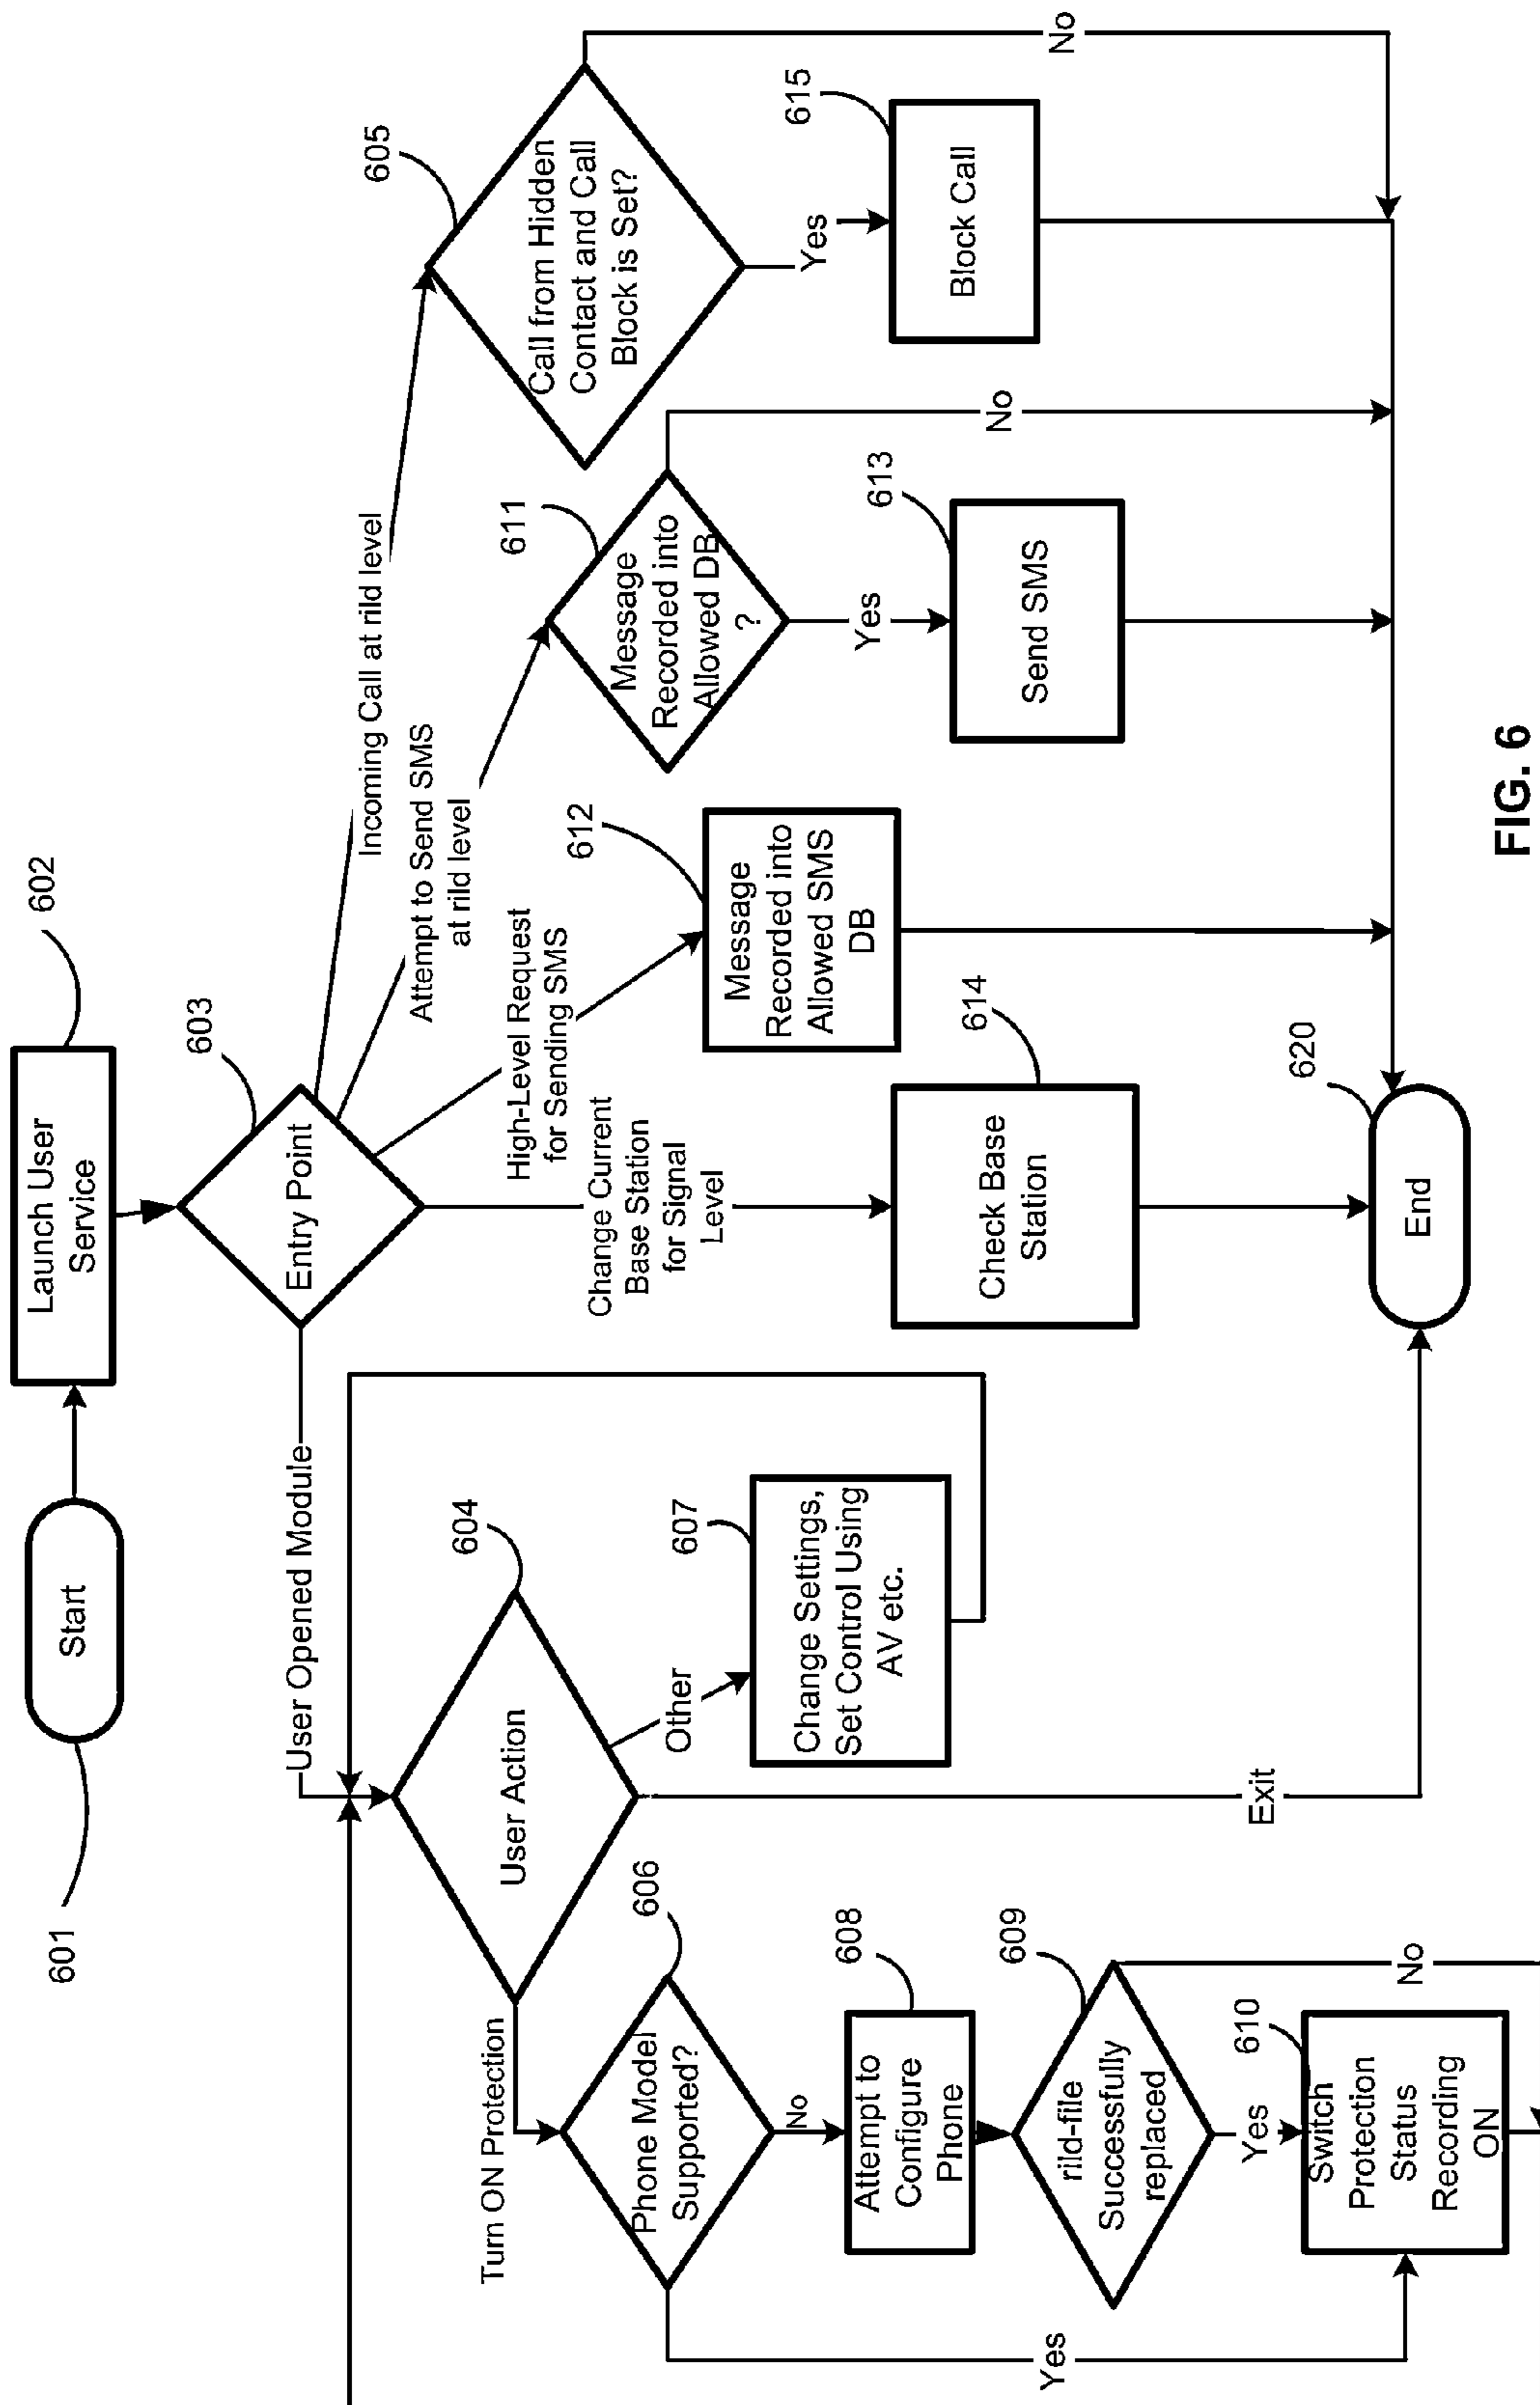 Start
601
Launch User
Service
602
Entry Point
603
User Opened Module
Change Current
Base Station
for Signal
Level
High-Level Request
for Sending SMS
Attempt to Send SMS
at rild level
Incoming Call at rild level
User Action
604
Turn ON Protection
Other
Exit
Phone Model
Supported?
606
Yes
No
Change Settings,
Set Control Using
AV etc.
607
Attempt to
Configure
Phone
608
rild-file
Successfully
replaced
609
Yes
No
Switch
Protection
Status
Recording
ON
610
Check Base
Station
614
Message
Recorded into
Allowed SMS
DB
612
Message
Recorded into
Allowed DB
?
611
Yes
No
Send SMS
613
Call from Hidden
Contact and Call
Block is Set?
605
Yes
No
Block Call
615
End
620
FIG. 6